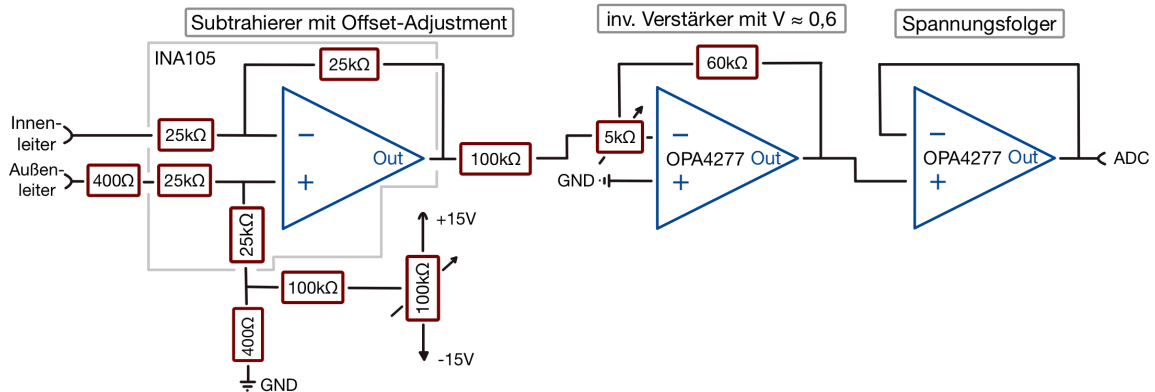 Subtrahierer mit Offset-Adjustment
inv. Verstärker mit V ≈ 0,6
Spannungsfolger
INA105
25kΩ
60kΩ
Innen-
leiter
25kΩ
−
Out
100kΩ
5kΩ
−
OPA4277 Out
−
OPA4277 Out
ADC
Außen-
leiter
400Ω
25kΩ
+
GND
+
+
25kΩ
+15V
100kΩ
100kΩ
400Ω
-15V
GND